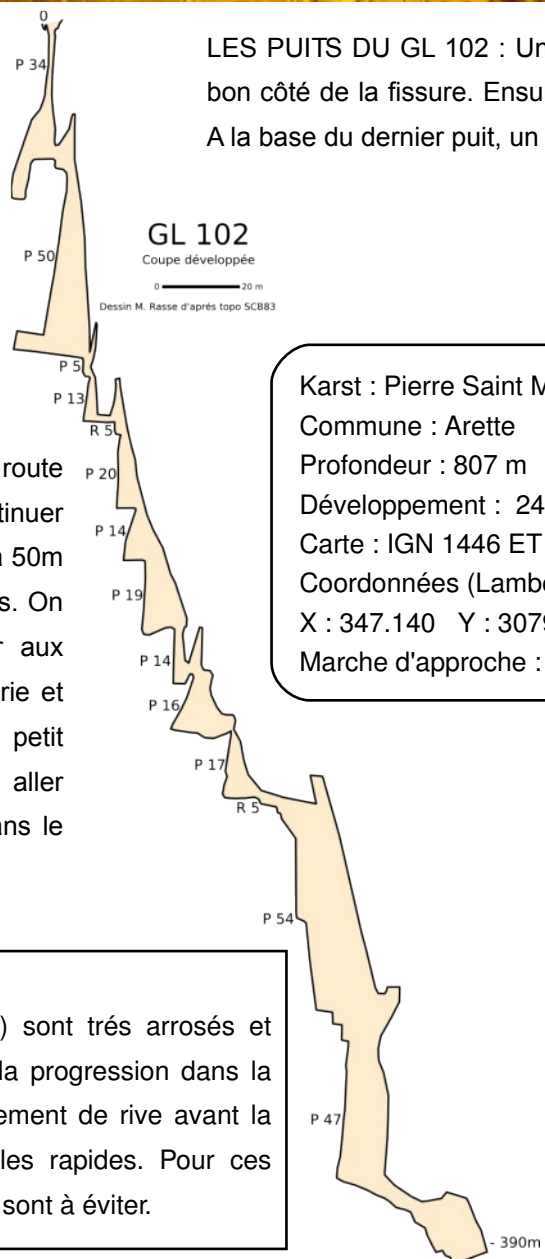 0
P 34
LES PUITS DU GL 102 : Un
bon côté de la fissure. Ensu
A la base du dernier puit, un
GL 102
Coupe développée
0 20 m
Dessin M. Rasse d'aprés topo SCB83
P 50
P 5
P 13
R 5
P 20
P 14
P 19
P 14
P 16
P 17
R 5
P 54
P 47
- 390m
Karst : Pierre Saint M
Commune : Arette
Profondeur : 807 m
Développement : 24
Carte : IGN 1446 ET
Coordonnées (Lambe
X : 347.140 Y : 3079
Marche d'approche :
route
tinuer
à 50m
s. On
r aux
rie et
petit
aller
ans le
) sont trés arrosés et
la progression dans la
ement de rive avant la
les rapides. Pour ces
sont à éviter.